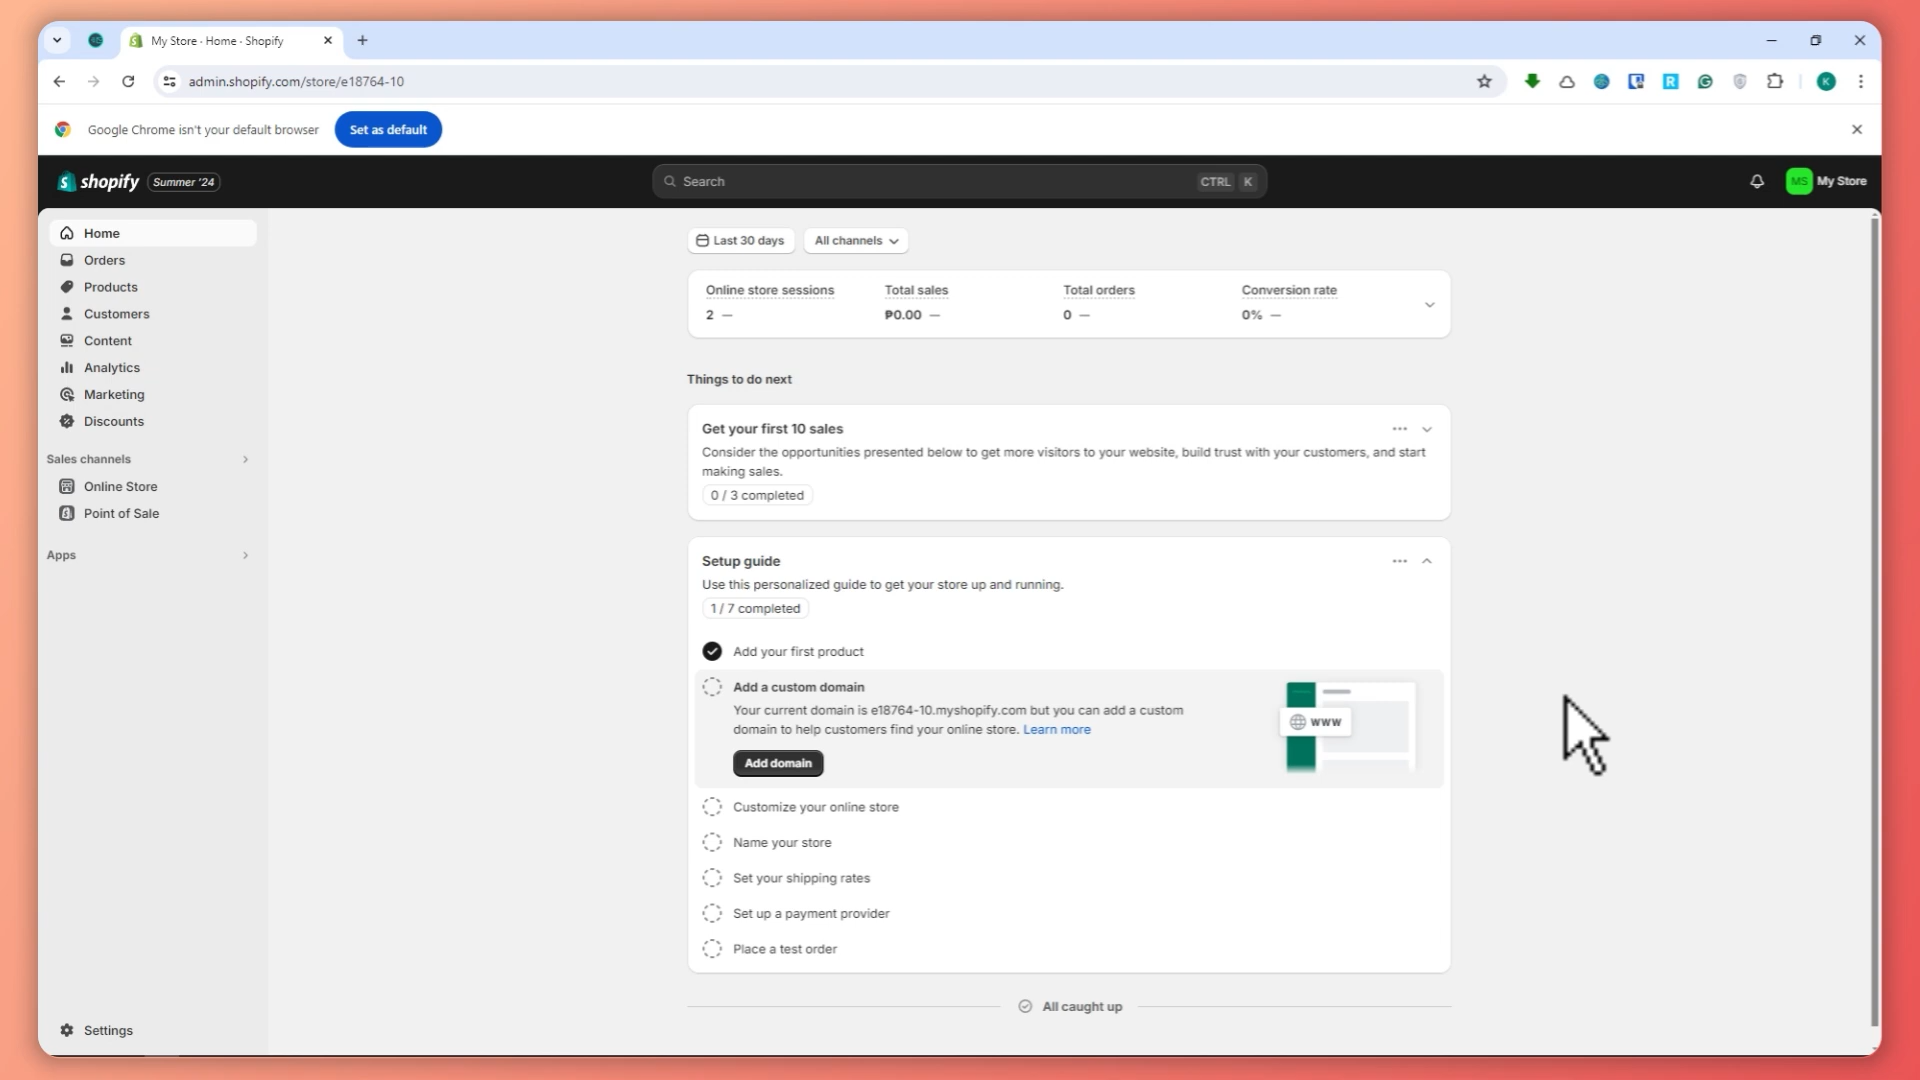 My Store · Home · Shopify
admin.shopify.com/store/e18764-10
R
K
Google Chrome isn't your default browser
Set as default
shopify
Summer '24
Search
CTRL K
MS
My Store
Home
Orders
Products
Customers
Content
Analytics
Marketing
Discounts
Sales channels
Online Store
Point of Sale
Apps
Settings
Last 30 days
All channels
Online store sessions
2 —
Total sales
₱0.00 —
Total orders
0 —
Conversion rate
0% —
Things to do next
Get your first 10 sales
Consider the opportunities presented below to get more visitors to your website, build trust with your customers, and start
making sales.
0 / 3 completed
Setup guide
Use this personalized guide to get your store up and running.
1 / 7 completed
Add your first product
Add a custom domain
Your current domain is e18764-10.myshopify.com but you can add a custom
domain to help customers find your online store. Learn more
Add domain
www
Customize your online store
Name your store
Set your shipping rates
Set up a payment provider
Place a test order
All caught up